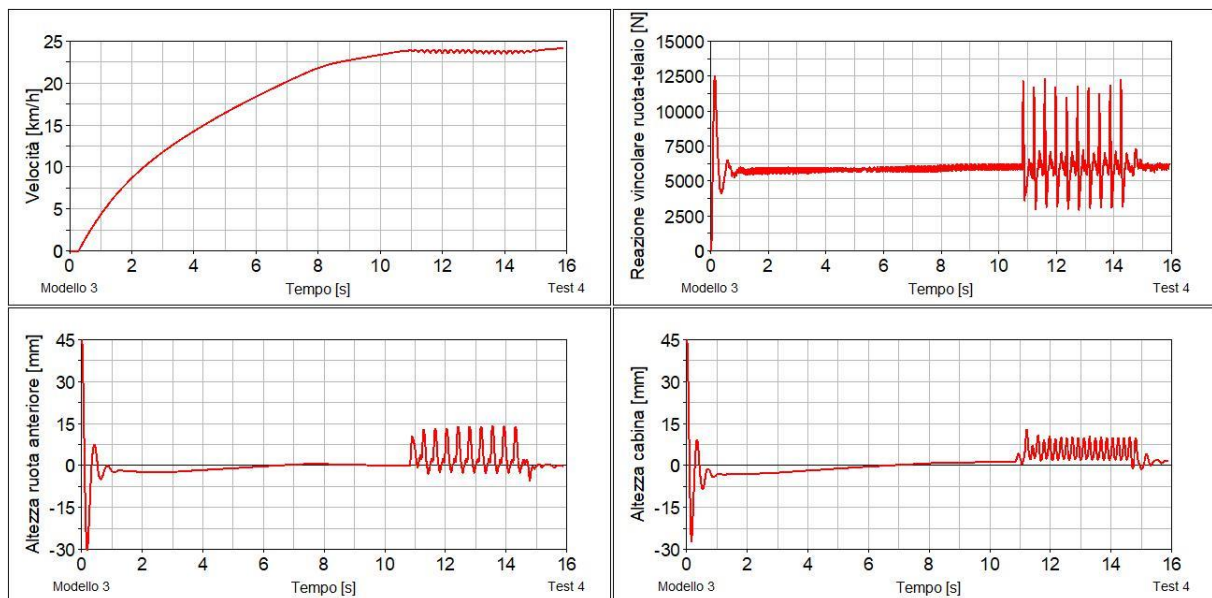 Velocità [km/h]
25
20
15
10
5
0
0 2 4 6 8 10 12 14 16
Modello 3 Tempo [s] Test 4
Reazione vincolare ruota-telaio [N]
15000
12500
10000
7500
5000
2500
0
0 2 4 6 8 10 12 14 16
Modello 3 Tempo [s] Test 4
Altezza ruota anteriore [mm]
45
30
15
0
-15
-30
0 2 4 6 8 10 12 14 16
Modello 3 Tempo [s] Test 4
Altezza cabina [mm]
45
30
15
0
-15
-30
0 2 4 6 8 10 12 14 16
Modello 3 Tempo [s] Test 4